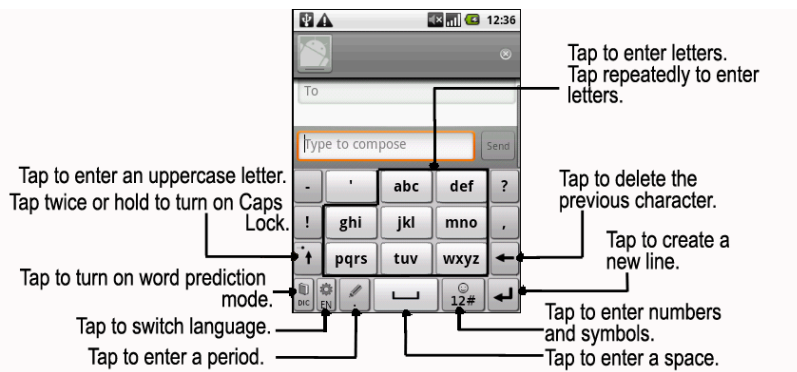 12:36
Tap to enter letters.
Tap repeatedly to enter
letters.
To
Type to compose
Send
Tap to enter an uppercase letter.
Tap twice or hold to turn on Caps
Lock.
- ' abc def ?
! ghi jkl mno ,
pqrs tuv wxyz
Tap to delete the
previous character.
Tap to create a
new line.
Tap to turn on word prediction
mode.
DIC EN . 12#
Tap to switch language.
Tap to enter a period.
Tap to enter numbers
and symbols.
Tap to enter a space.